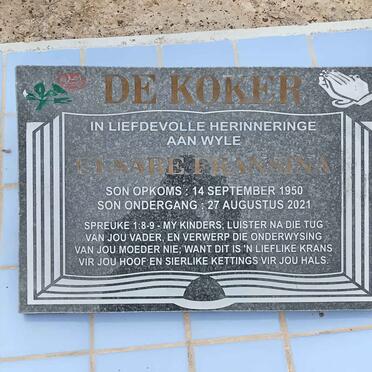 DE KOKER
IN LIEFDEVOLLE HERINNERINGE
AAN WYLE
FRANSINA
SON OPKOMS : 14 SEPTEMBER 1950
SON ONDERGANG : 27 AUGUSTUS 2021
SPREUKE 1:8-9 - MY KINDERS, LUISTER NA DIE TUG
VAN JOU VADER, EN VERWERP DIE ONDERWYSING
VAN JOU MOEDER NIE; WANT DIT IS 'N LIEFLIKE KRANS
VIR JOU HOOF EN SIERLIKE KETTINGS VIR JOU HALS.